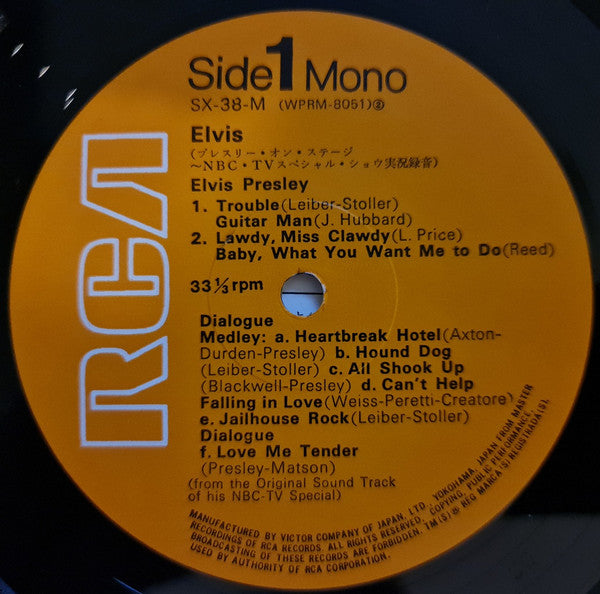 RCA
Side 1 Mono
SX-38-M (WPRM-8051)②
Elvis
(プレスリー・オン・ステージ
～NBC・TVスペシャル・ショウ実況録音)
Elvis Presley
1. Trouble(Leiber-Stoller)
Guitar Man(J. Hubbard)
2. Lawdy, Miss Clawdy(L. Price)
Baby, What You Want Me to Do(Reed)
33 1/3 rpm
Dialogue
Medley: a. Heartbreak Hotel(Axton-
Durden-Presley) b. Hound Dog
(Leiber-Stoller) c. All Shook Up
(Blackwell-Presley) d. Can't Help
Falling in Love(Weiss-Peretti-Creatore)
e. Jailhouse Rock(Leiber-Stoller)
Dialogue
f. Love Me Tender
(Presley-Matson)
(from the Original Sound Track
of his NBC-TV Special)
MANUFACTURED BY VICTOR COMPANY OF JAPAN, LTD., YOKOHAMA, JAPAN FROM MASTER
RECORDINGS OF RCA RECORDS. ALL RIGHTS RESERVED. COPYING, PUBLIC PERFORMANCE,
BROADCASTING OF THESE RECORDS ARE FORBIDDEN. TM(S) ® REG MARCA(S) REGISTRADA(S).
USED BY AUTHORITY OF RCA CORPORATION.